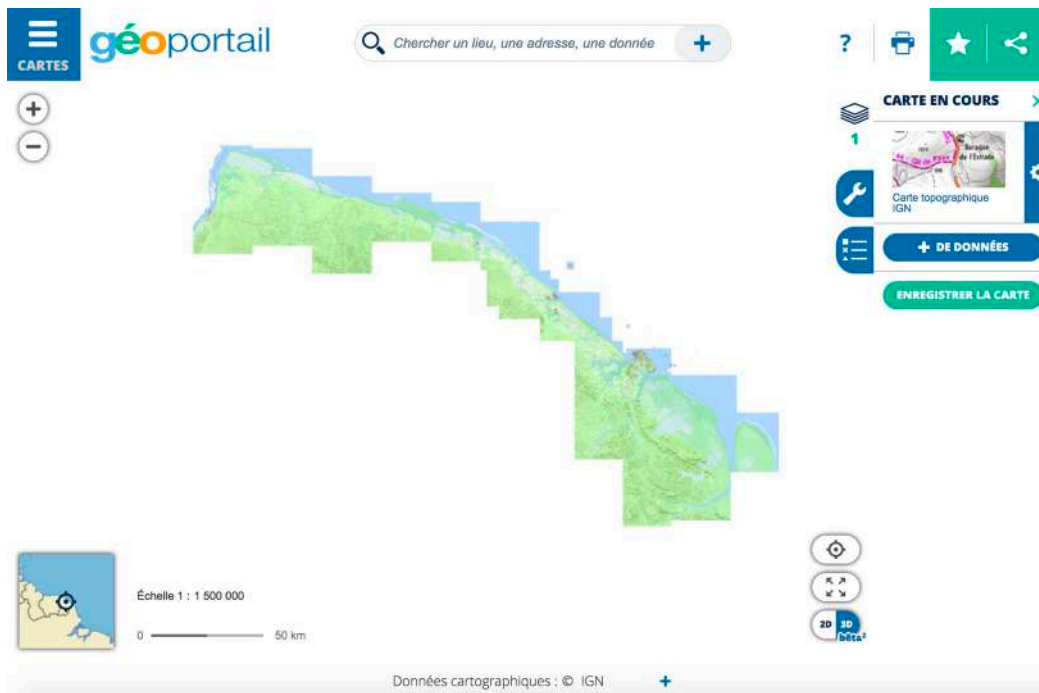 CARTES
géoportail
Chercher un lieu, une adresse, une donnée
+
?
CARTE EN COURS
1
Baraque
de l'Estrade
Carte topographique
IGN
+ DE DONNÉES
ENREGISTRER LA CARTE
Échelle 1 : 1 500 000
0 50 km
2D 3D
bêta
Données cartographiques : © IGN +